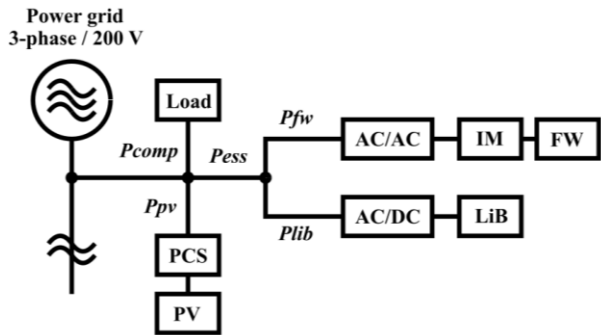 Power grid
3-phase / 200 V
Load
Pfw
AC/AC
IM
FW
Pcomp
Pess
Ppv
Plib
AC/DC
LiB
PCS
PV